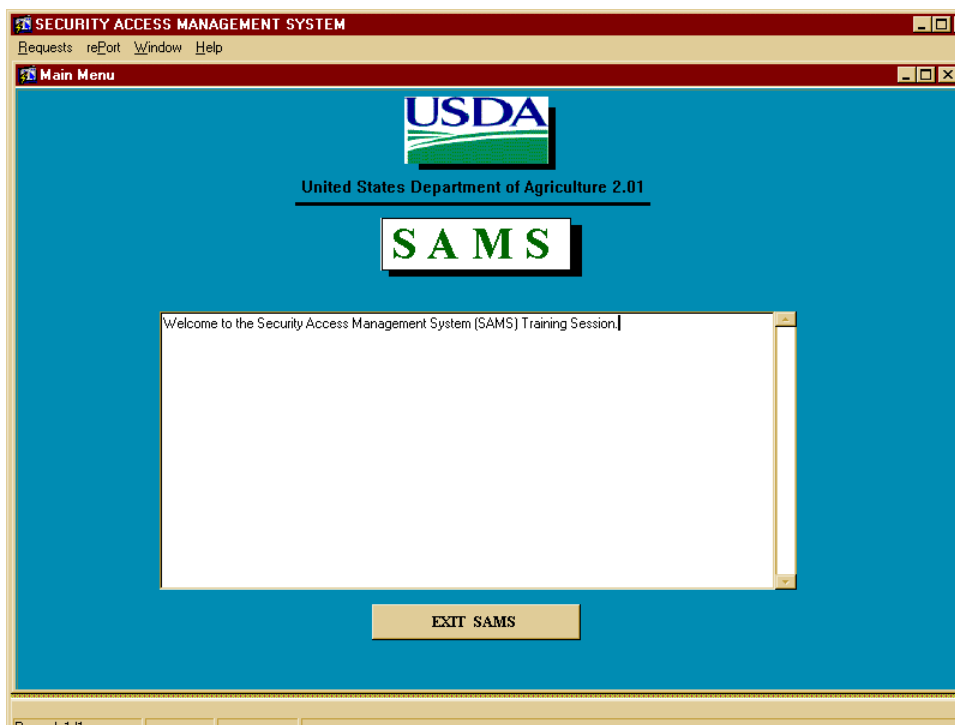 SECURITY ACCESS MANAGEMENT SYSTEM
Requests rePort Window Help
Main Menu
USDA
United States Department of Agriculture 2.01
SAMS
Welcome to the Security Access Management System (SAMS) Training Session.
EXIT SAMS